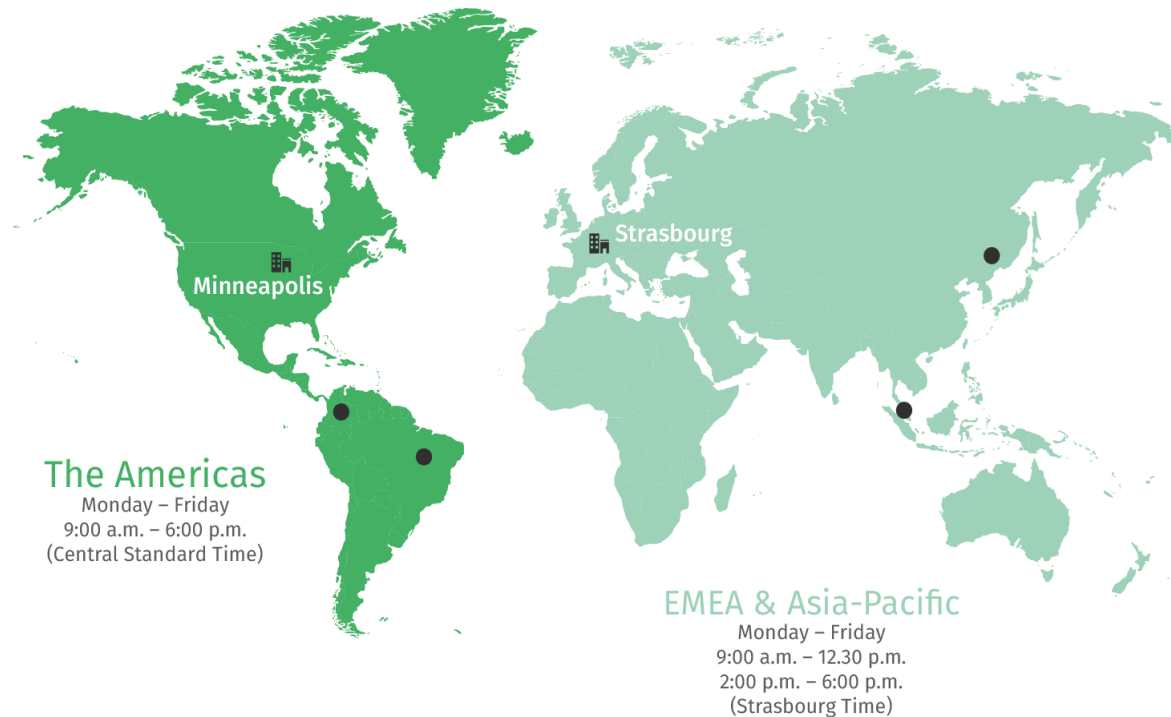 Minneapolis
Strasbourg
The Americas
Monday – Friday
9:00 a.m. – 6:00 p.m.
(Central Standard Time)
EMEA & Asia-Pacific
Monday – Friday
9:00 a.m. – 12.30 p.m.
2:00 p.m. – 6:00 p.m.
(Strasbourg Time)